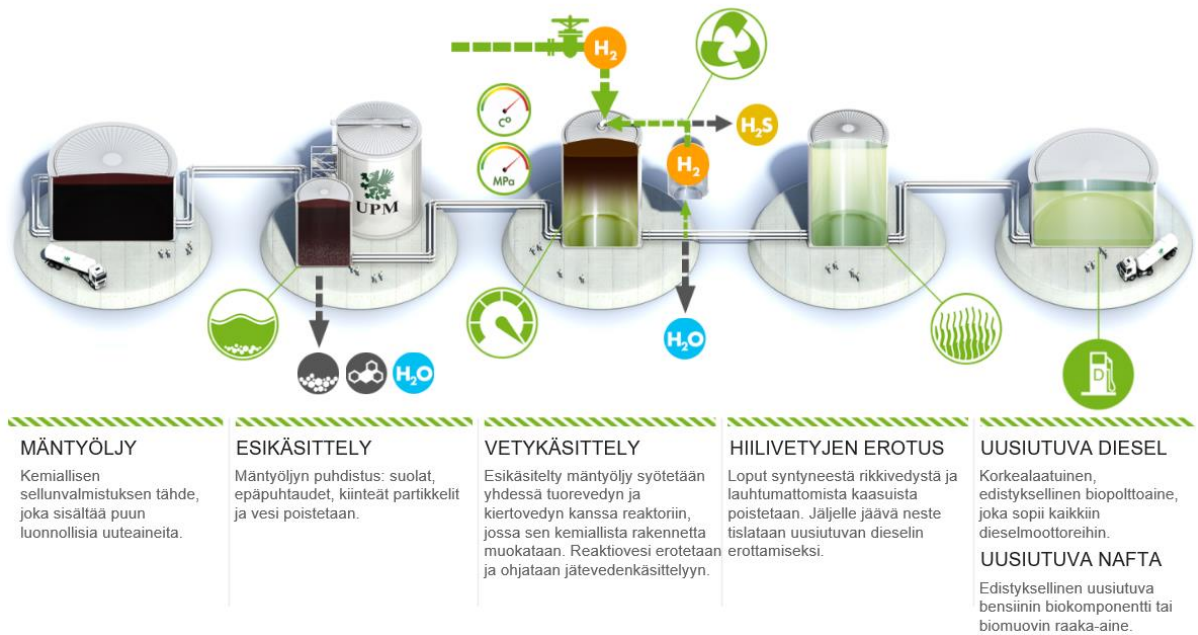 H2
C°
H2S
MPa
H2
UPM
H2O
H2O
D
MÄNTYÖLJY
Kemiallisen
sellunvalmistuksen tähde,
joka sisältää puun
luonnollisia uuteaineita.
ESIKÄSITTELY
Mäntyöljyn puhdistus: suolat,
epäpuhtaudet, kiinteät partikkelit
ja vesi poistetaan.
VETYKÄSITTELY
Esikäsitelty mäntyöljy syötetään
yhdessä tuorevedyn ja
kiertovedyn kanssa reaktoriin,
jossa sen kemiallista rakennetta
muokataan. Reaktiovesi erotetaan
ja ohjataan jätevedenkäsittelyyn.
HIILIVETYJEN EROTUS
Loput syntyneestä rikkivedystä ja
lauhtumattomista kaasuista
poistetaan. Jäljelle jäävä neste
tislataan uusiutuvan dieselin
erottamiseksi.
UUSIUTUVA DIESEL
Korkealaatuinen,
edistyksellinen biopolttoaine,
joka sopii kaikkiin
dieselmoottoreihin.
UUSIUTUVA NAFTA
Edistyksellinen uusiutuva
bensiinin biokomponentti tai
biomuovin raaka-aine.